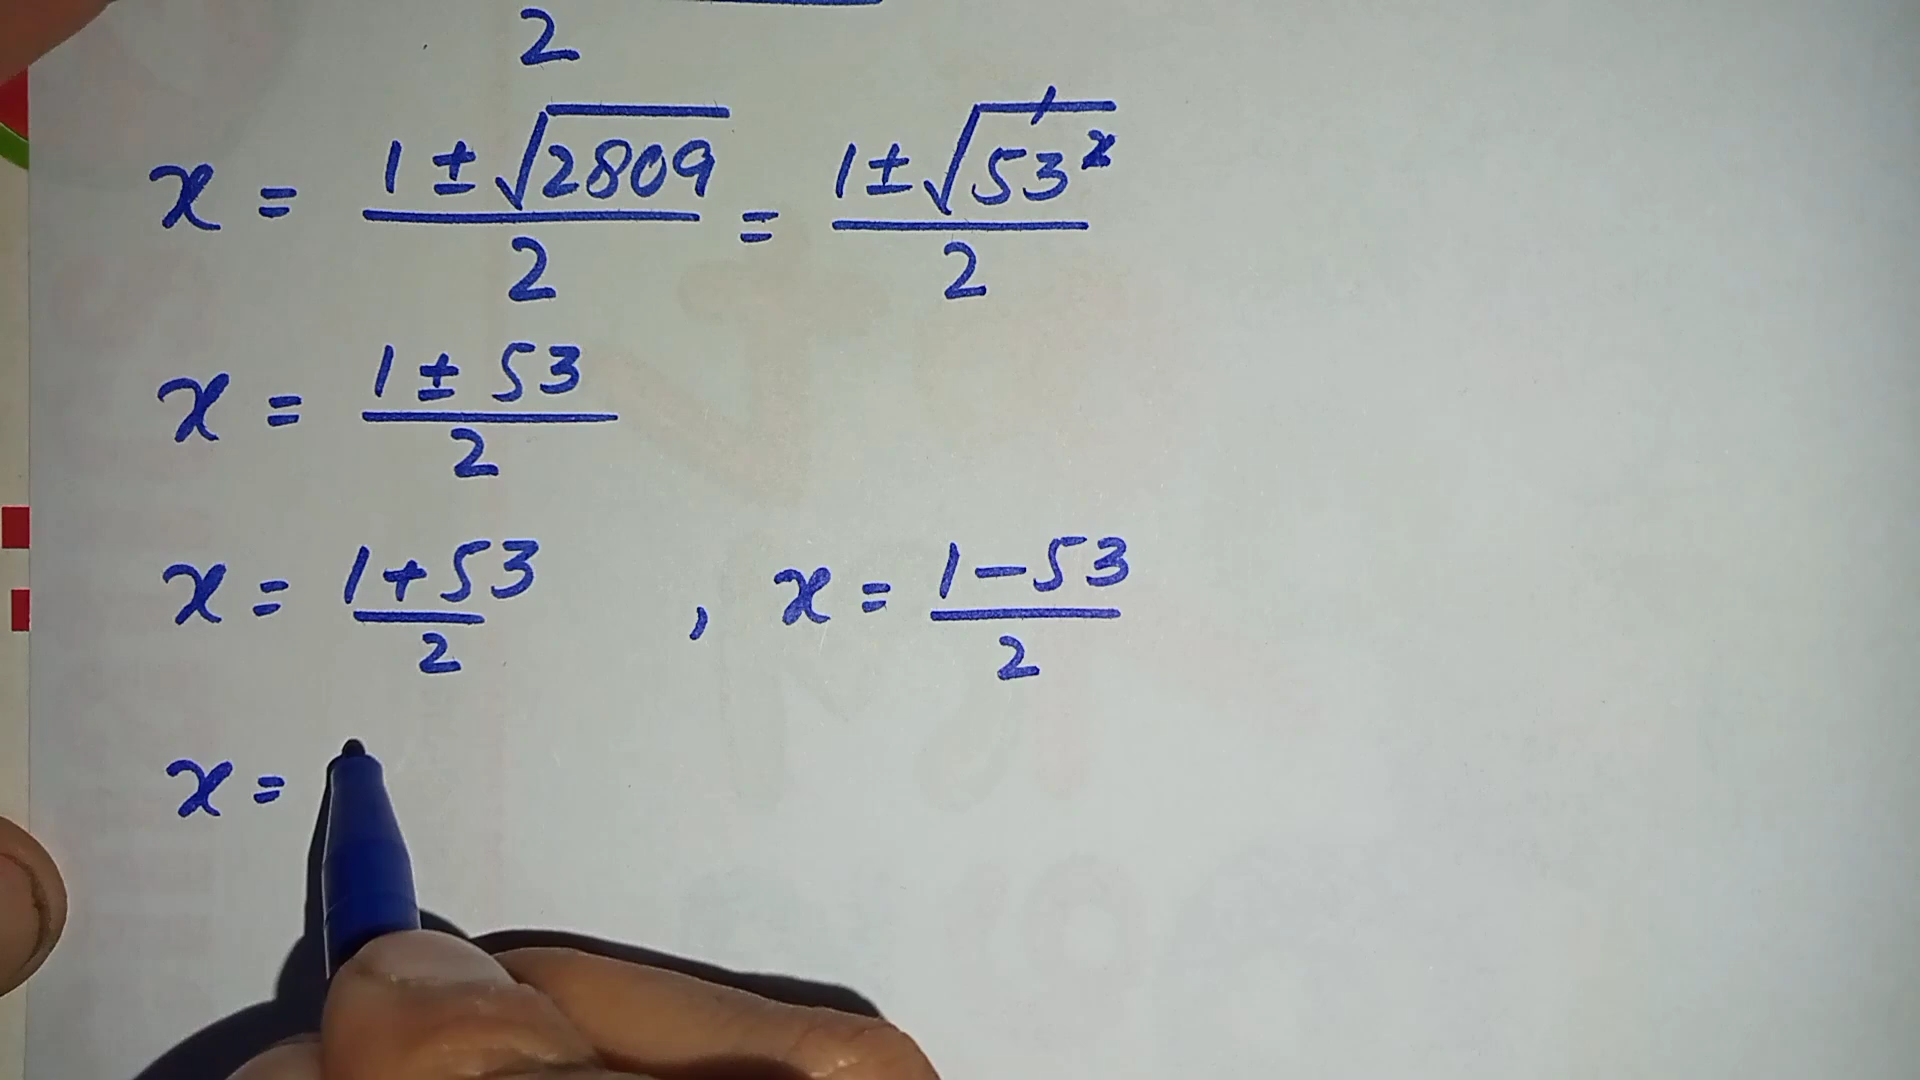 2
x = (1 ± √2809)/2 = (1 ± √53²)/2
x = (1 ± 53)/2
x = (1 + 53)/2 , x = (1 − 53)/2
x =